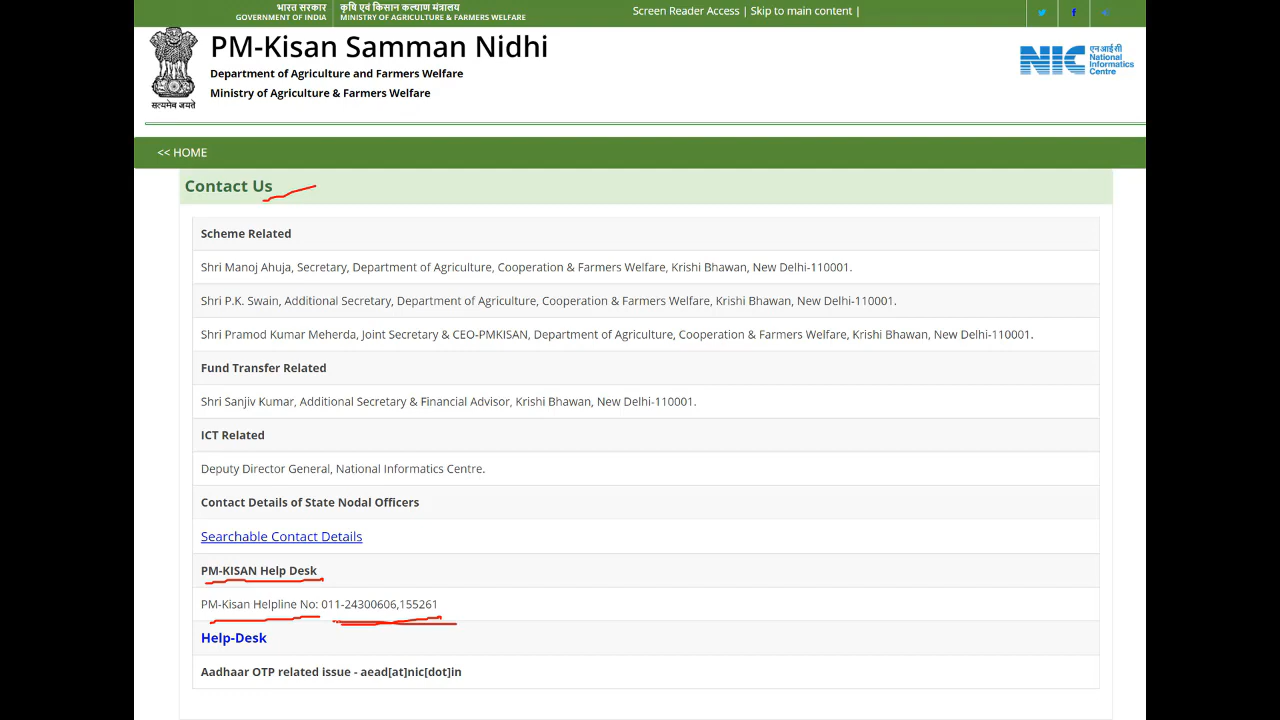 भारत सरकार
GOVERNMENT OF INDIA
कृषि एवं किसान कल्याण मंत्रालय
MINISTRY OF AGRICULTURE & FARMERS WELFARE
Screen Reader Access | Skip to main content |
PM-Kisan Samman Nidhi
Department of Agriculture and Farmers Welfare
Ministry of Agriculture & Farmers Welfare
सत्यमेव जयते
NIC
एन आई सी
National
Informatics
Centre
<< HOME
Contact Us
Scheme Related
Shri Manoj Ahuja, Secretary, Department of Agriculture, Cooperation & Farmers Welfare, Krishi Bhawan, New Delhi-110001.
Shri P.K. Swain, Additional Secretary, Department of Agriculture, Cooperation & Farmers Welfare, Krishi Bhawan, New Delhi-110001.
Shri Pramod Kumar Meherda, Joint Secretary & CEO-PMKISAN, Department of Agriculture, Cooperation & Farmers Welfare, Krishi Bhawan, New Delhi-110001.
Fund Transfer Related
Shri Sanjiv Kumar, Additional Secretary & Financial Advisor, Krishi Bhawan, New Delhi-110001.
ICT Related
Deputy Director General, National Informatics Centre.
Contact Details of State Nodal Officers
Searchable Contact Details
PM-KISAN Help Desk
PM-Kisan Helpline No: 011-24300606,155261
Help-Desk
Aadhaar OTP related issue - aead[at]nic[dot]in